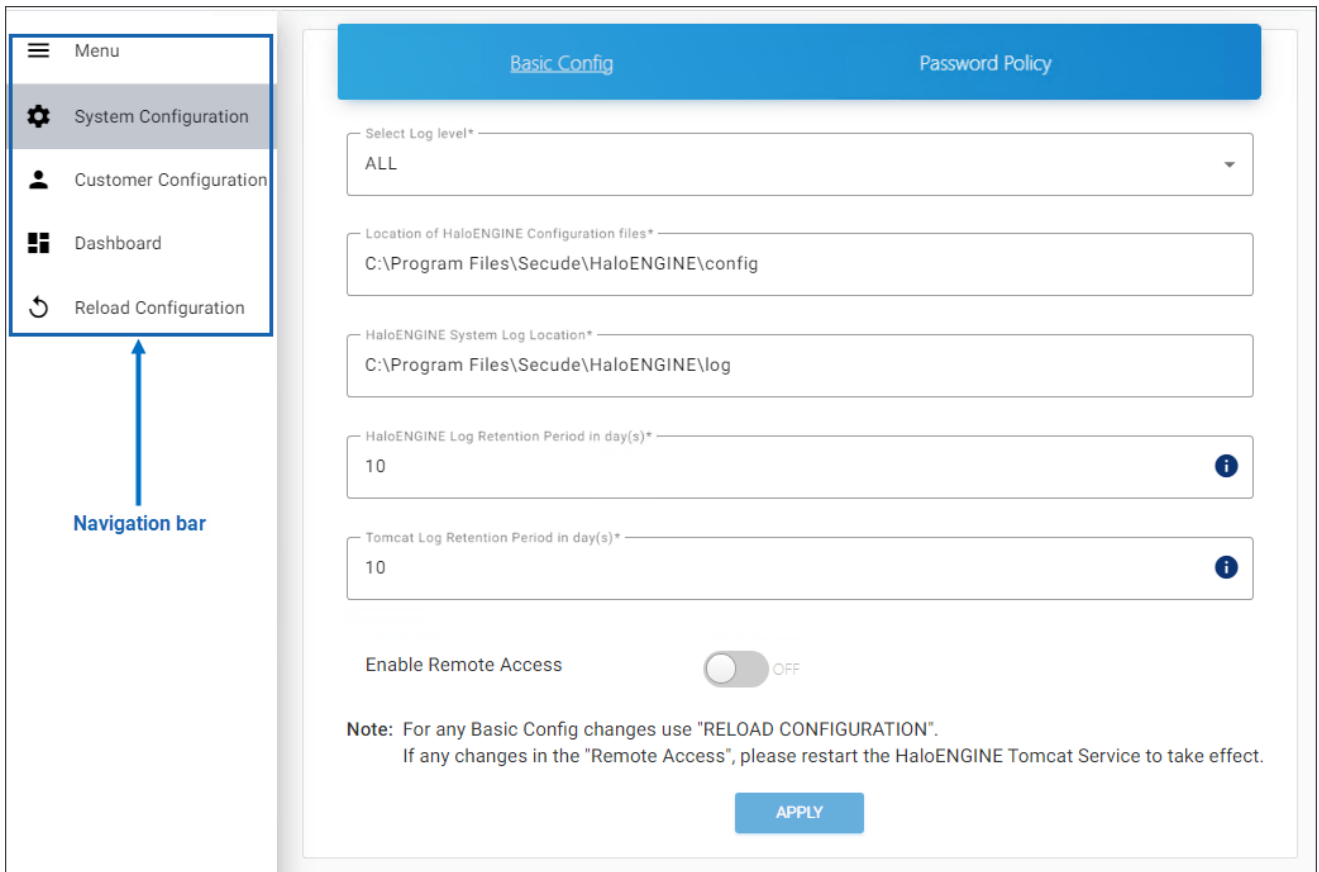 Menu
System Configuration
Customer Configuration
Dashboard
Reload Configuration
Navigation bar
Basic Config
Password Policy
Select Log level*
ALL
Location of HaloENGINE Configuration files*
C:\Program Files\Secude\HaloENGINE\config
HaloENGINE System Log Location*
C:\Program Files\Secude\HaloENGINE\log
HaloENGINE Log Retention Period in day(s)*
10
Tomcat Log Retention Period in day(s)*
10
Enable Remote Access
OFF
Note: For any Basic Config changes use "RELOAD CONFIGURATION".
If any changes in the "Remote Access", please restart the HaloENGINE Tomcat Service to take effect.
APPLY